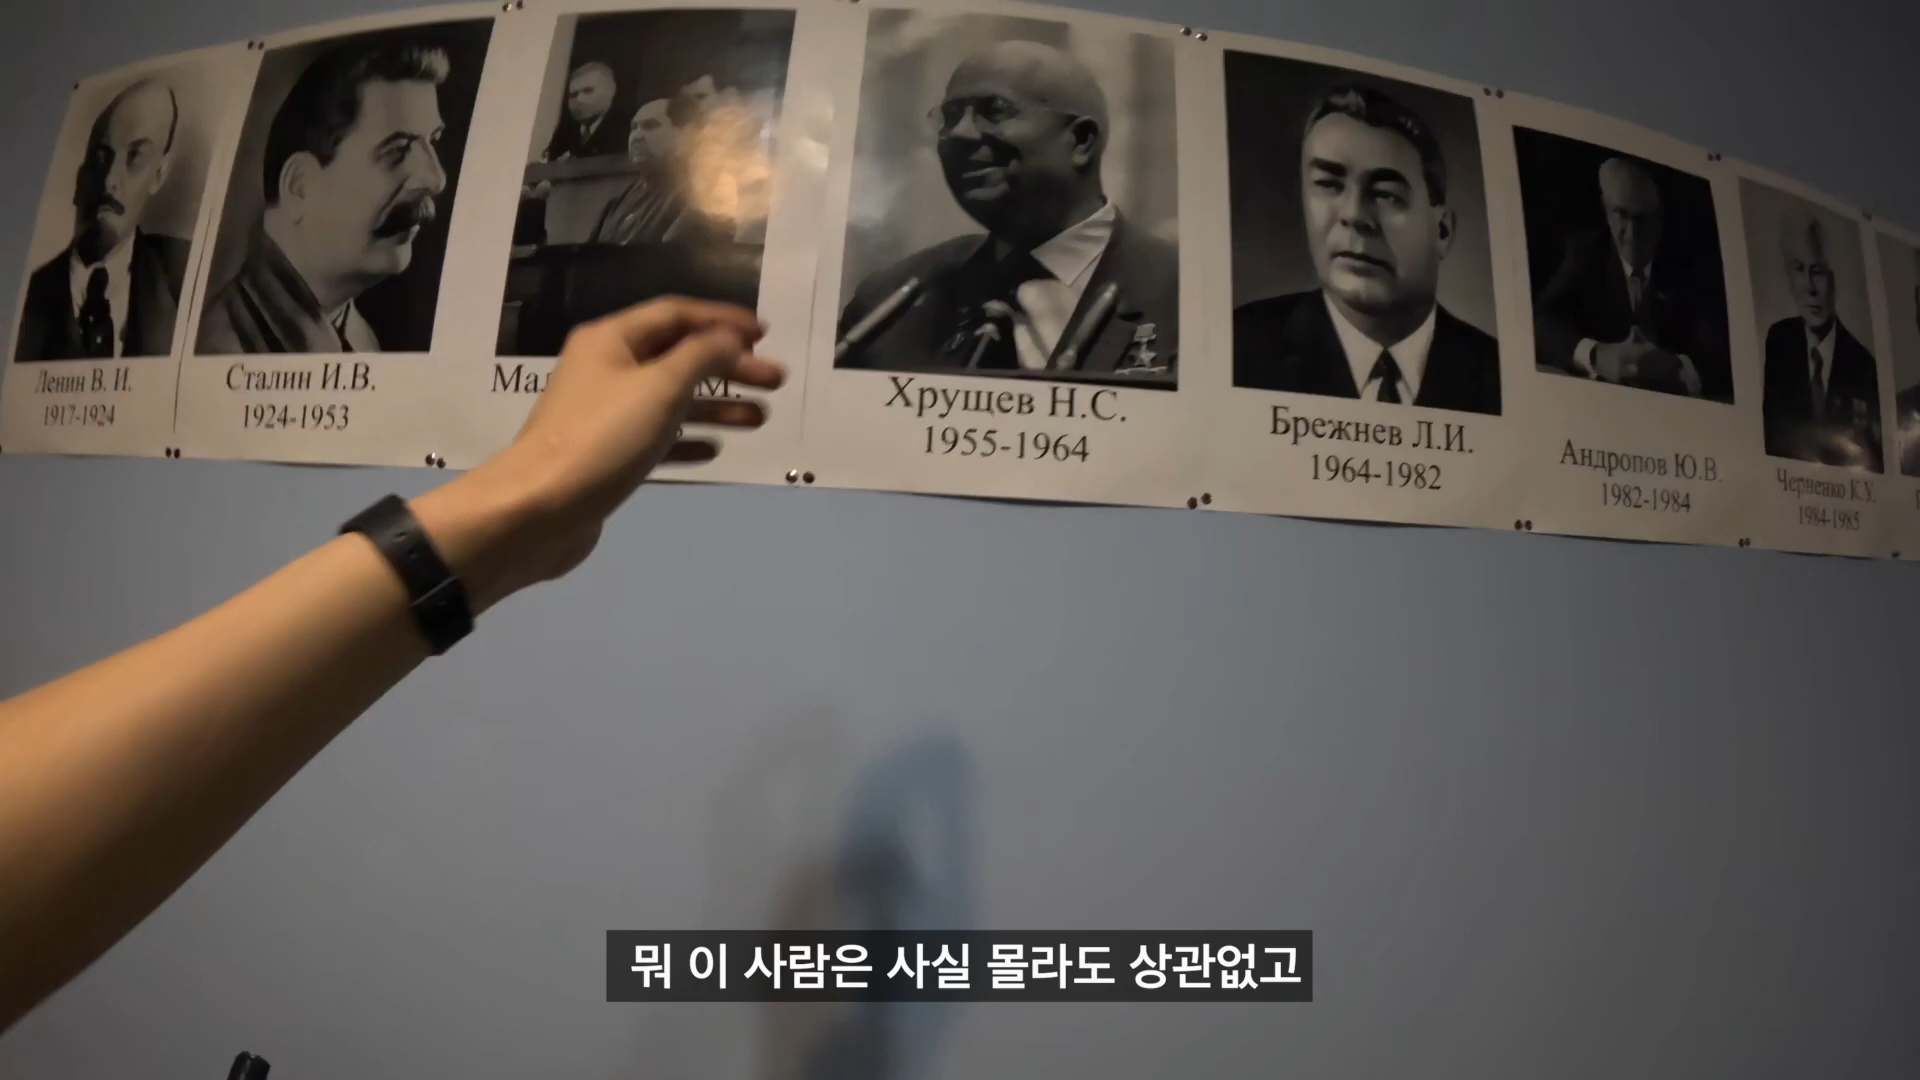 Ленин В. И.
1917-1924
Сталин И.В.
1924-1953
Хрущев Н.С.
1955-1964
Брежнев Л.И.
1964-1982
Андропов Ю.В.
1982-1984
Черненко К.У.
1984-1985
뭐 이 사람은 사실 몰라도 상관없고